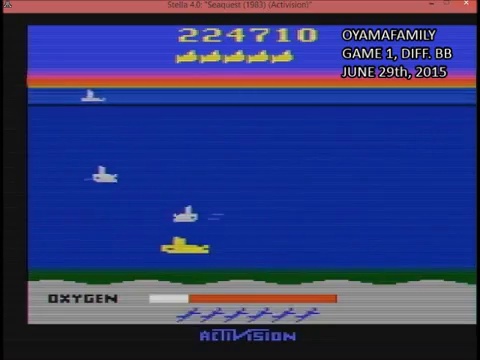 Stella 4.0: "Seaquest (1983) (Activision)"
224710
OYAMAFAMILY
GAME 1, DIFF. BB
JUNE 29th, 2015
OXYGEN
ACTIVISION